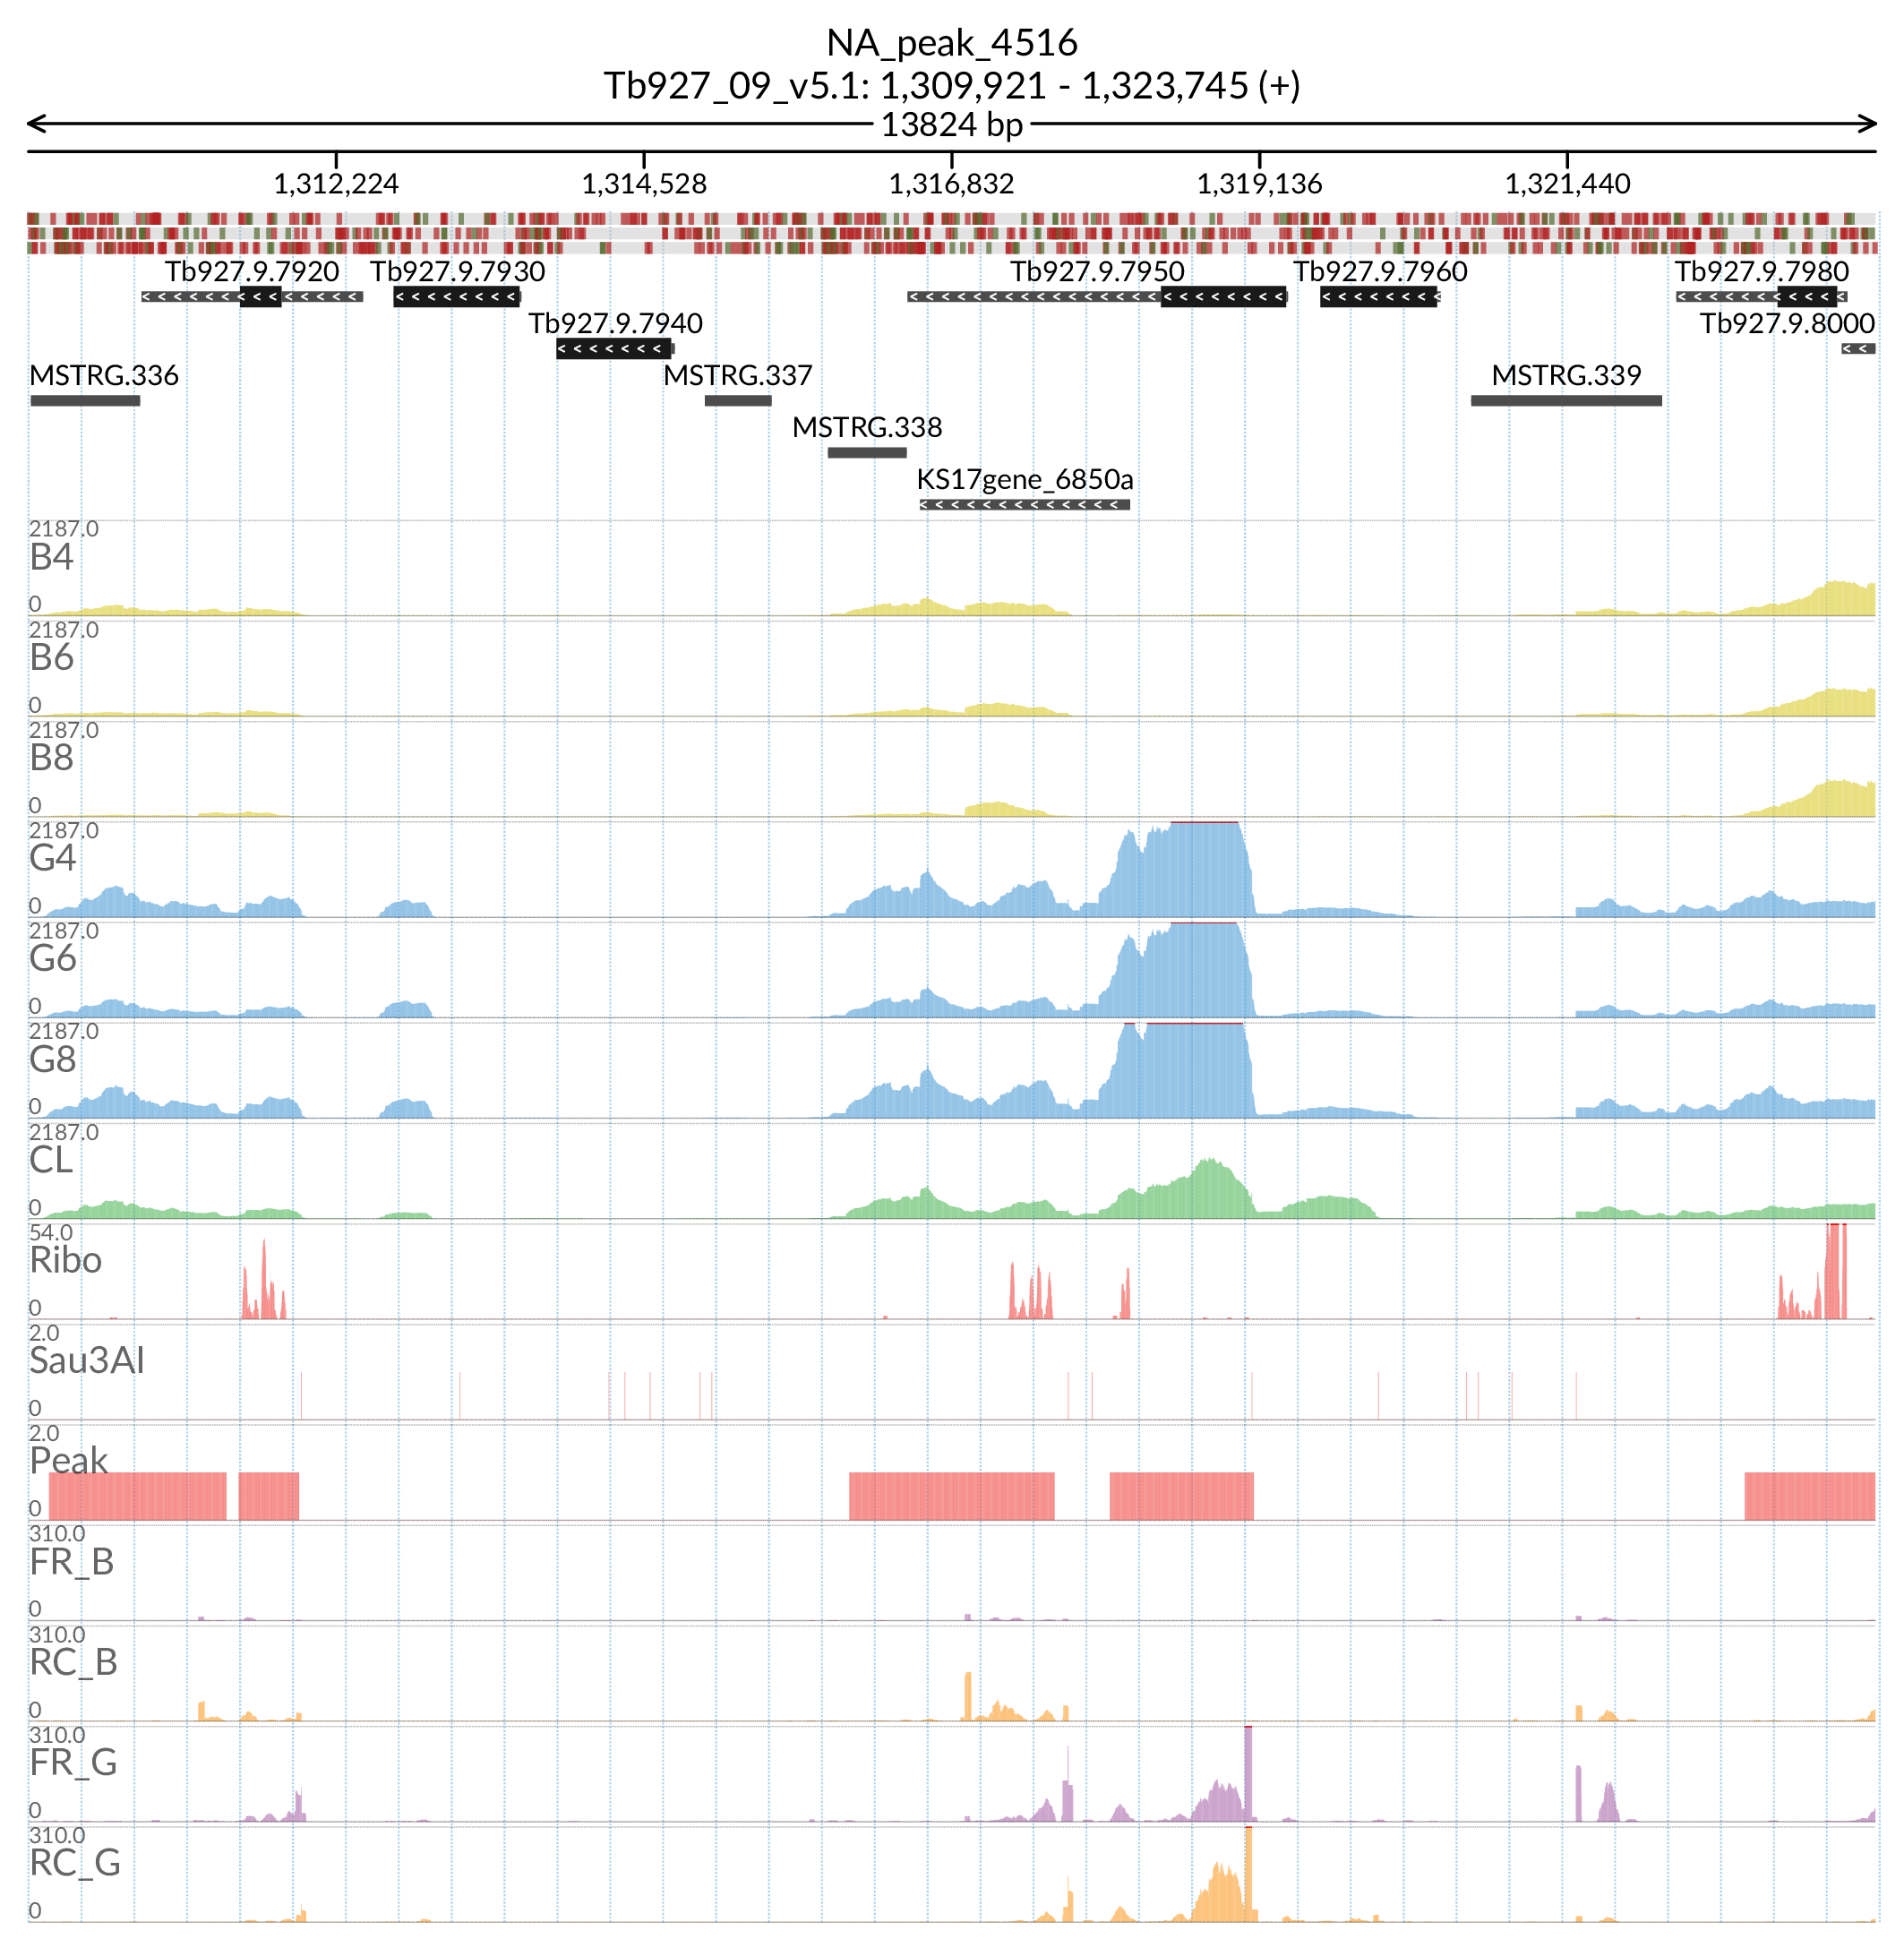 NA_peak_4516
Tb927_09_v5.1: 1,309,921 - 1,323,745 (+)
13824 bp
1,312,224 1,314,528 1,316,832 1,319,136 1,321,440
Tb927.9.7920 Tb927.9.7930 Tb927.9.7950 Tb927.9.7960 Tb927.9.7980
Tb927.9.7940 Tb927.9.8000
MSTRG.336 MSTRG.337 MSTRG.339
MSTRG.338
KS17gene_6850a
2187.0
B4
0
2187.0
B6
0
2187.0
B8
0
2187.0
G4
0
2187.0
G6
0
2187.0
G8
0
2187.0
CL
0
54.0
Ribo
0
2.0
Sau3AI
0
2.0
Peak
0
310.0
FR_B
0
310.0
RC_B
0
310.0
FR_G
0
310.0
RC_G
0